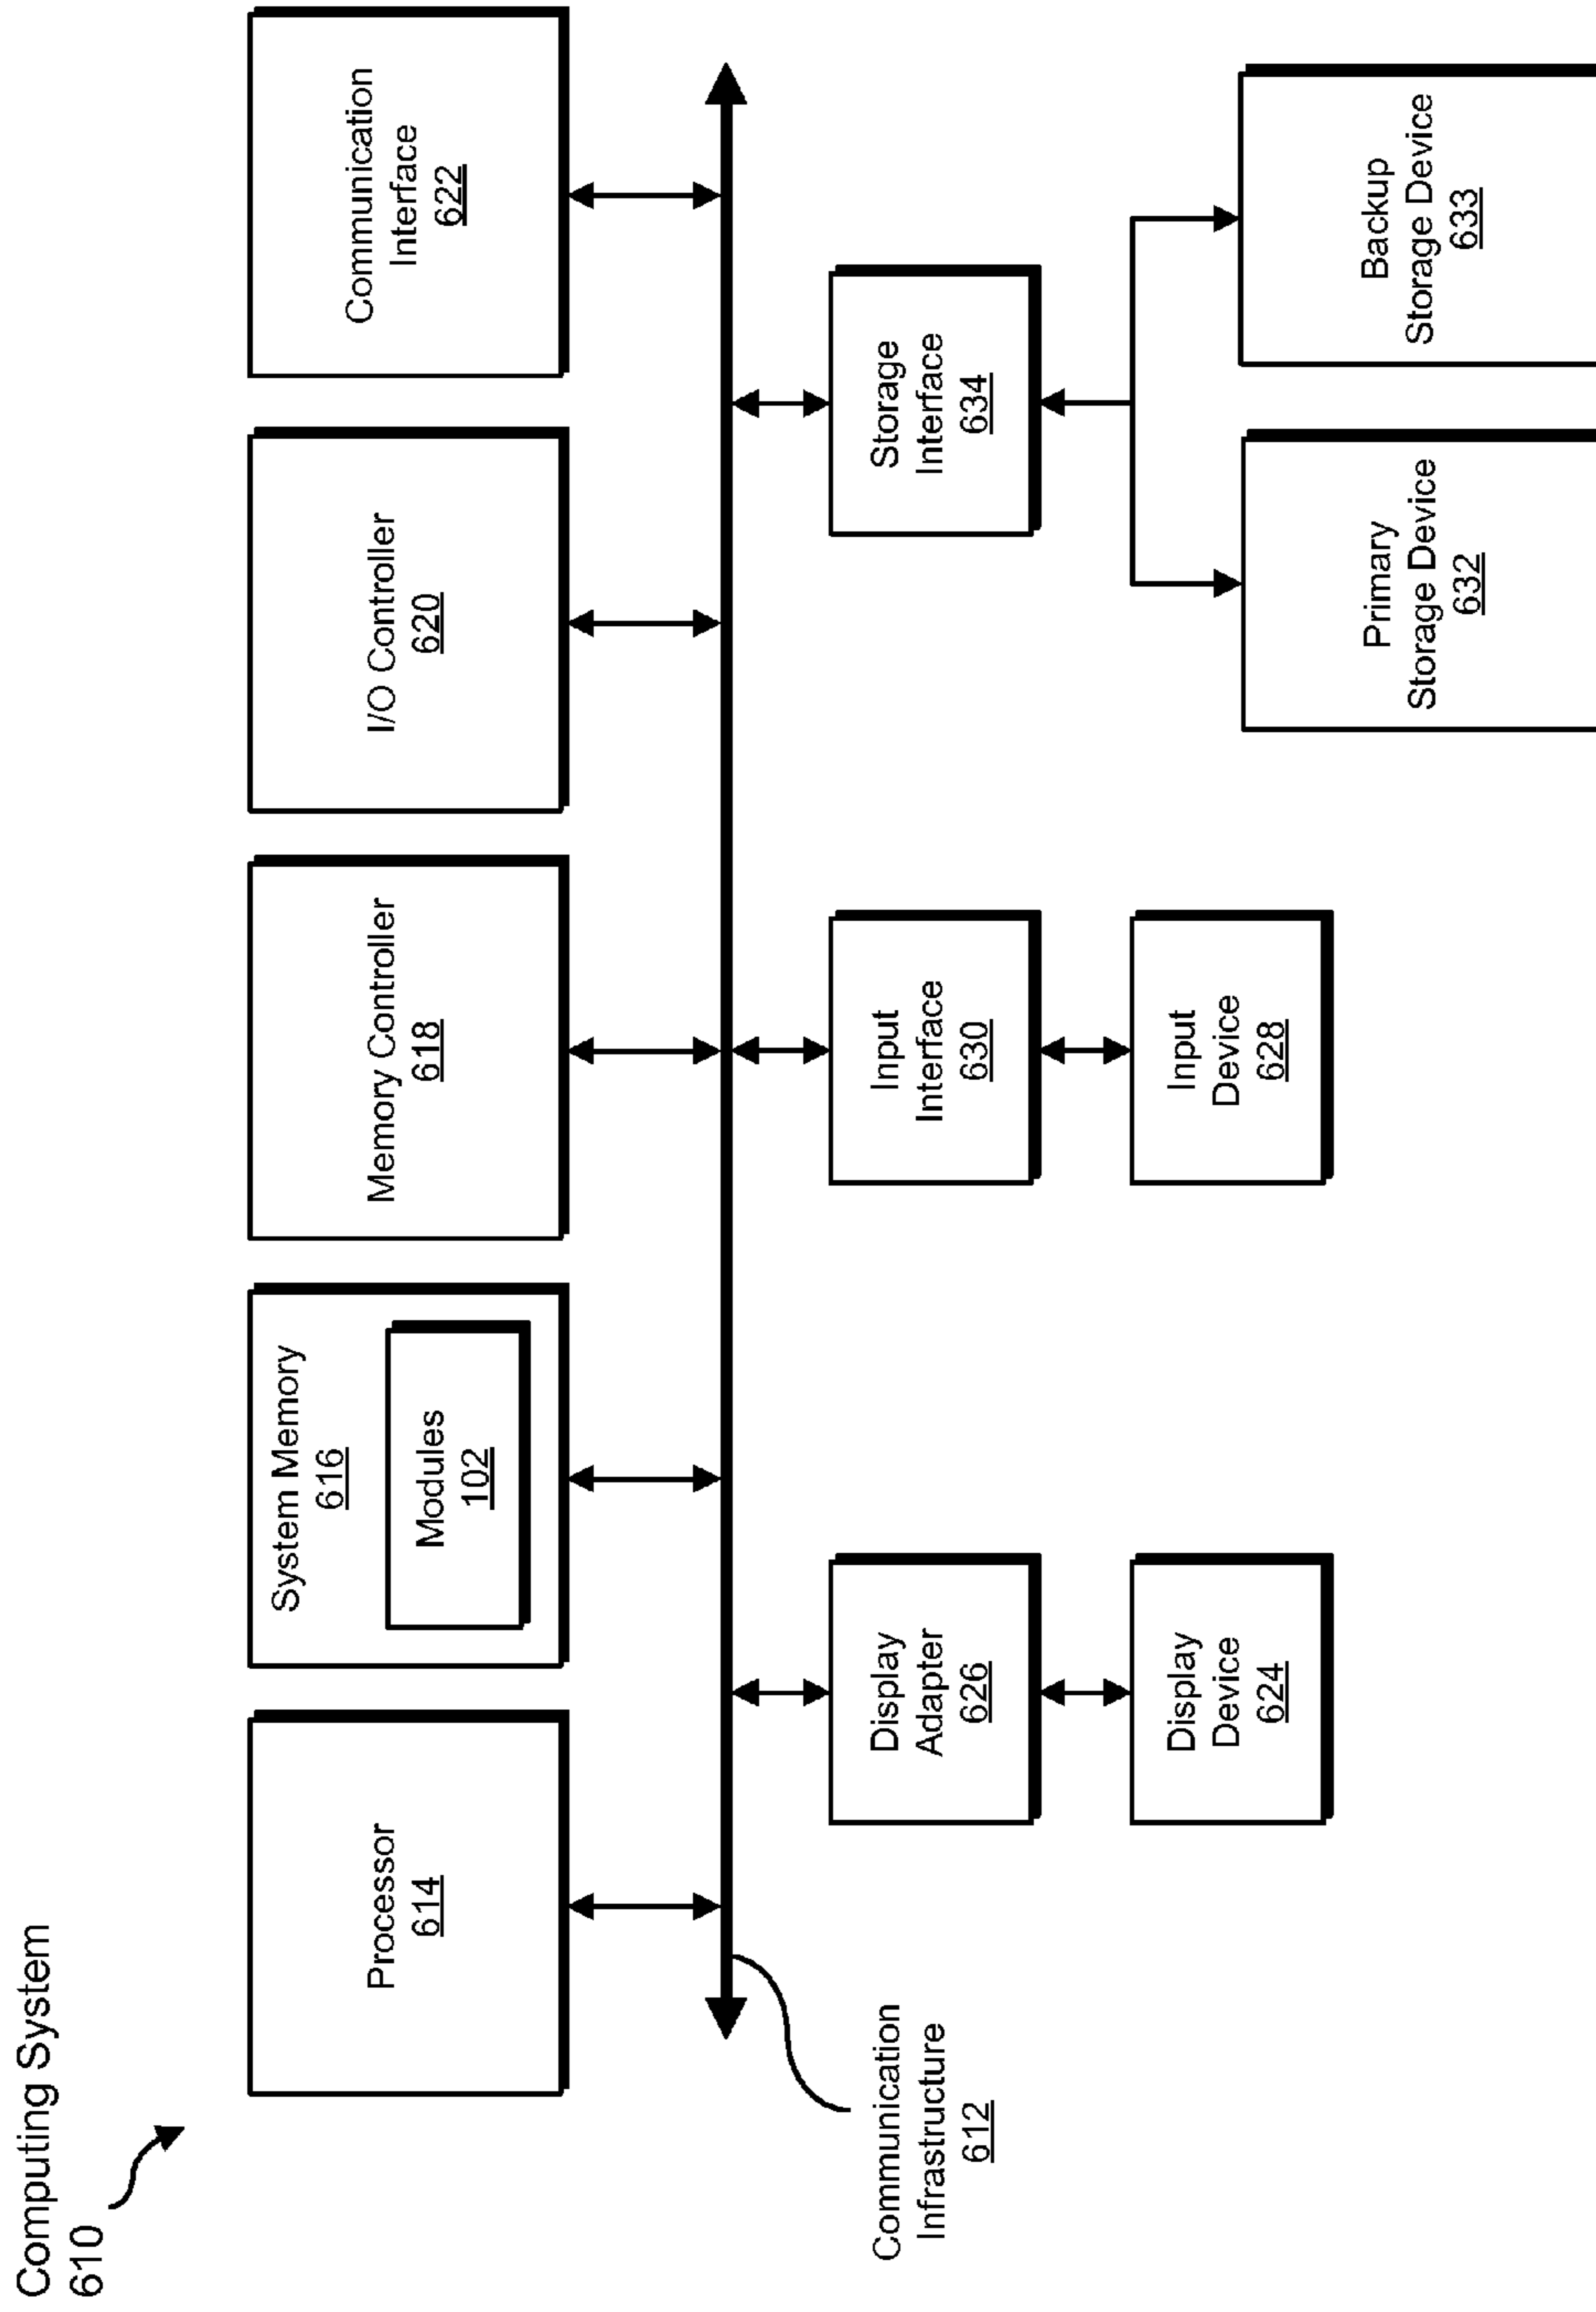 Computing System
610
Processor
614
System Memory
616
Modules
102
Memory Controller
618
I/O Controller
620
Communication
Interface
622
Communication
Infrastructure
612
Display
Adapter
626
Input
Interface
630
Storage
Interface
634
Display
Device
624
Input
Device
628
Primary
Storage Device
632
Backup
Storage Device
633